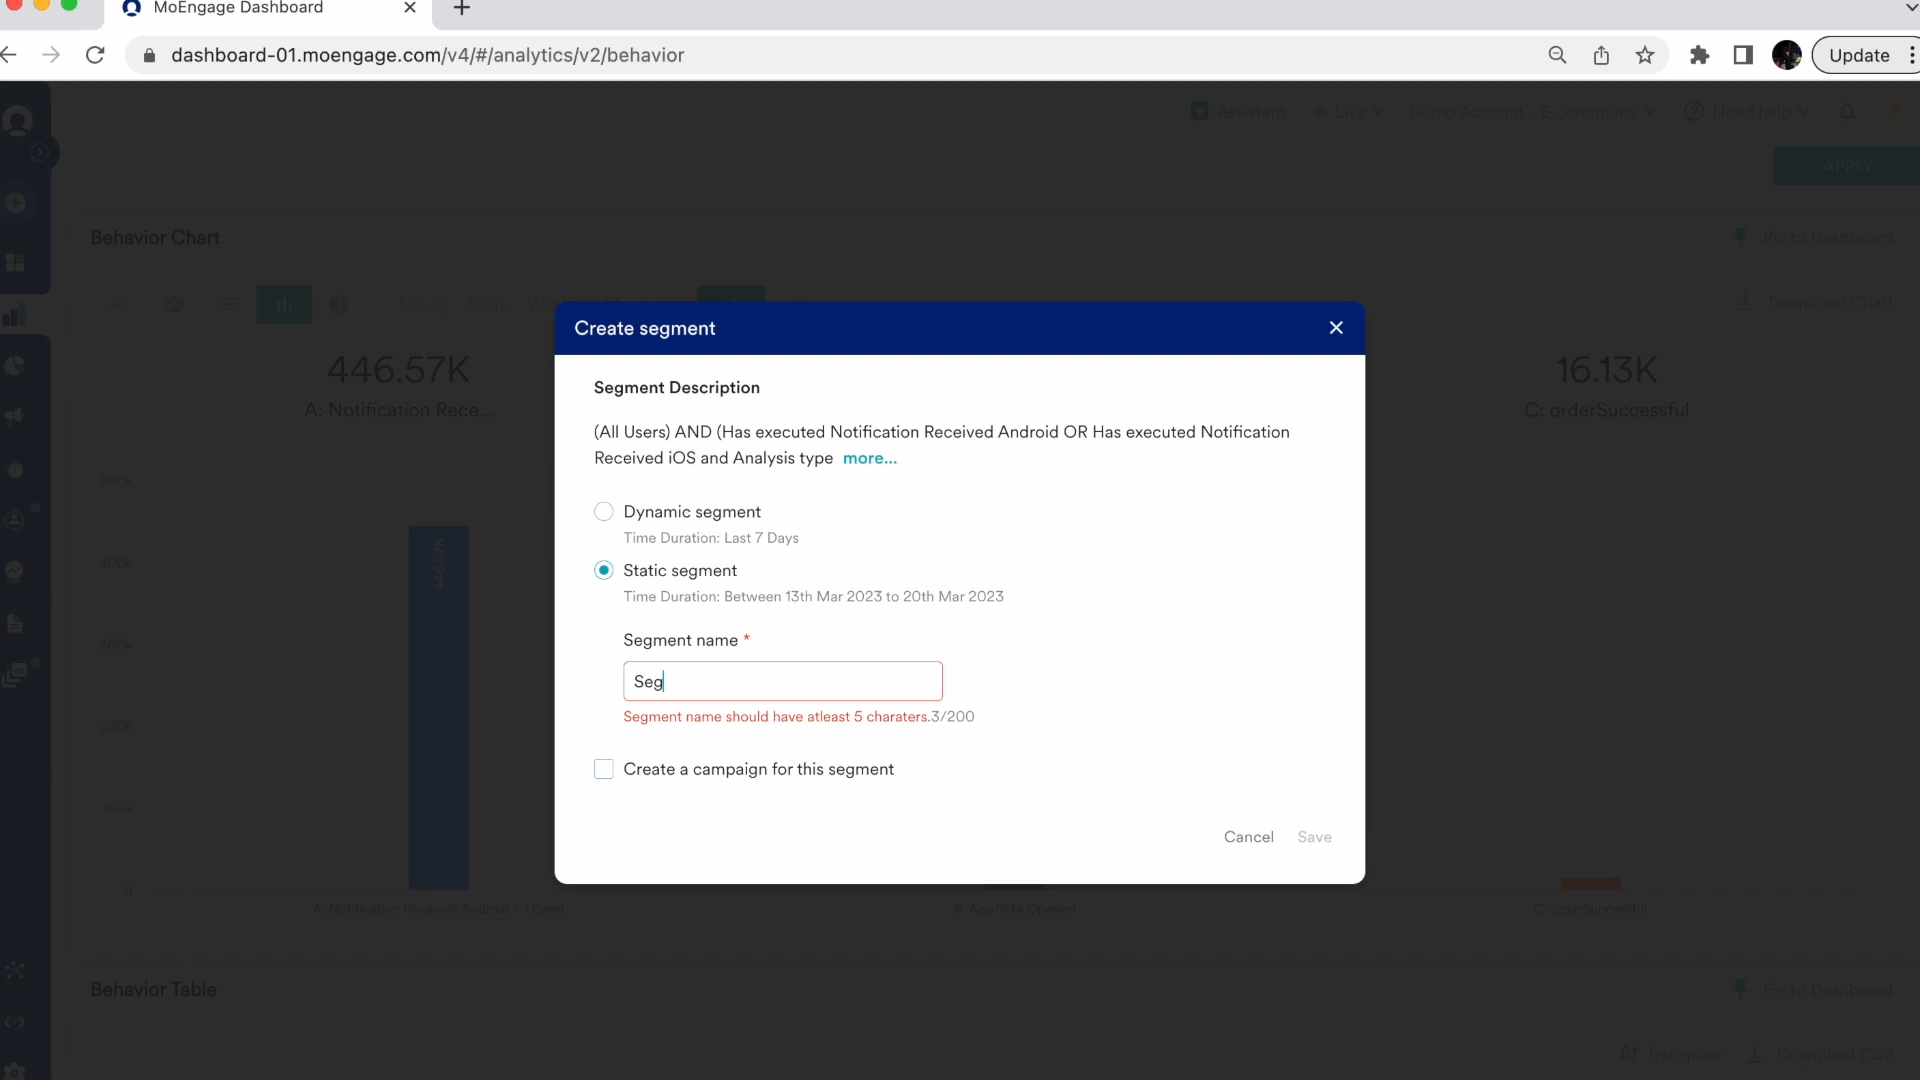 MoEngage Dashboard
dashboard-01.moengage.com/v4/#/analytics/v2/behavior
Update
Assistant
Live
Demo Account - E-commerce
Need help
APPLY
Behavior Chart
Pin to Dashboard
Hourly Daily
Download Chart
446.57K
A: Notification Rece...
16.13K
C: orderSuccessful
Create segment
Segment Description
(All Users) AND (Has executed Notification Received Android OR Has executed Notification
Received iOS and Analysis type more...
Dynamic segment
Time Duration: Last 7 Days
Static segment
Time Duration: Between 13th Mar 2023 to 20th Mar 2023
Segment name *
Seg
Segment name should have atleast 5 charaters.3/200
Create a campaign for this segment
Cancel Save
500k
400k
300k
200k
100k
0
446.57K
A: Notification Received Android + 1 Event
B: App/Site Opened
C: orderSuccessful
Behavior Table
Pin to Dashboard
Transpose
Download CSV